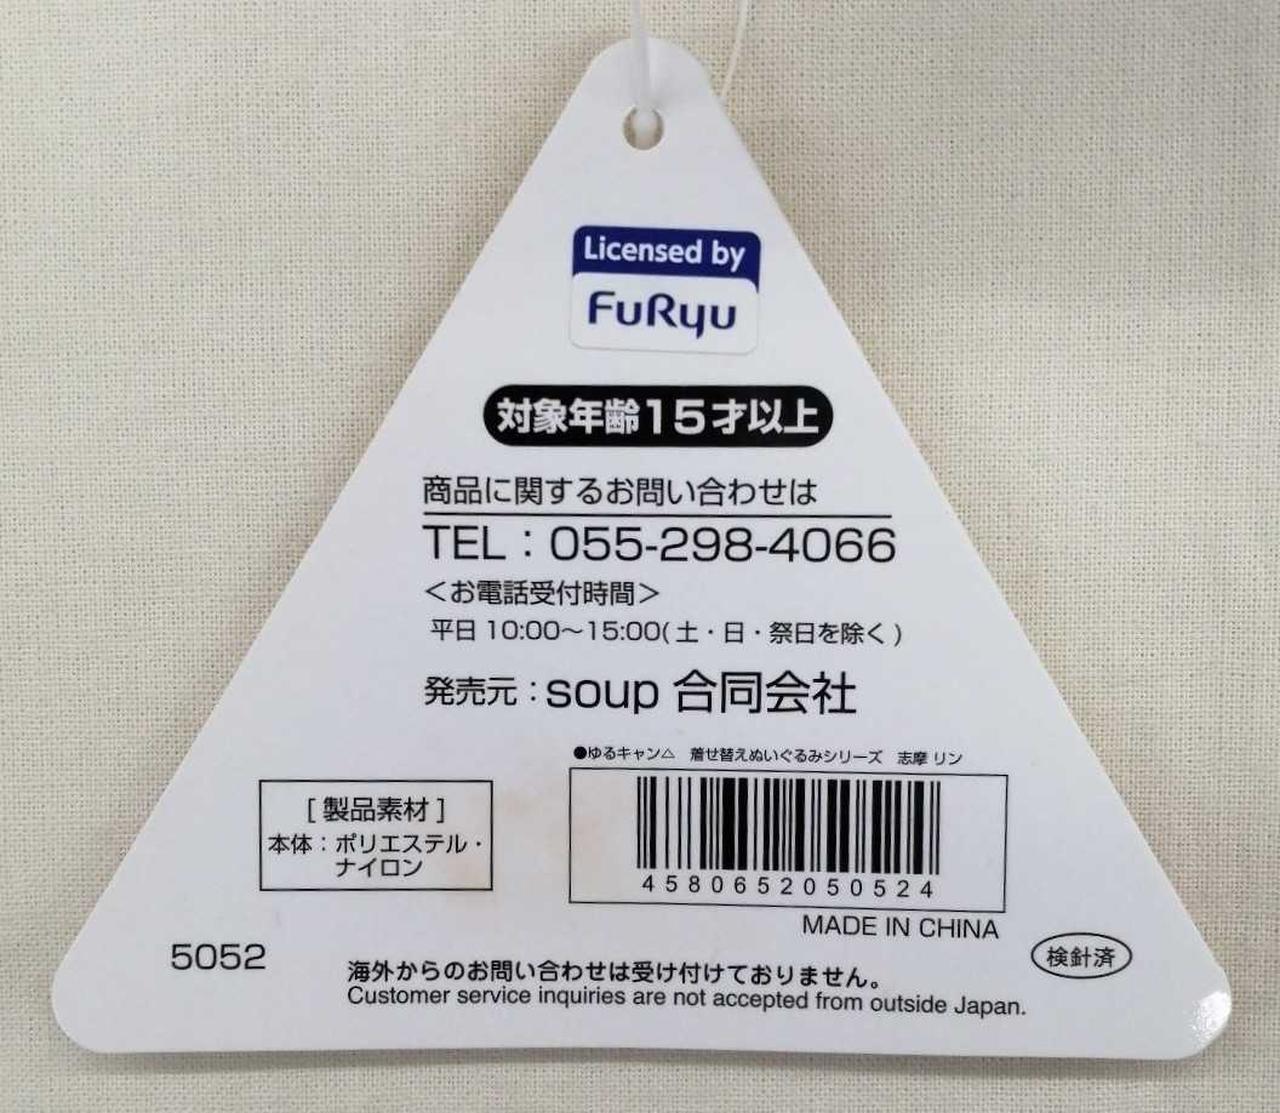 Licensed by
FuRyu
対象年齢15才以上
商品に関するお問い合わせは
TEL：055-298-4066
＜お電話受付時間＞
平日 10:00～15:00(土・日・祭日を除く)
発売元：soup 合同会社
●ゆるキャン△　着せ替えぬいぐるみシリーズ　志摩 リン
[ 製品素材 ]
本体：ポリエステル・
ナイロン
4580652050524
MADE IN CHINA
5052
検針済
海外からのお問い合わせは受け付けておりません。
Customer service inquiries are not accepted from outside Japan.